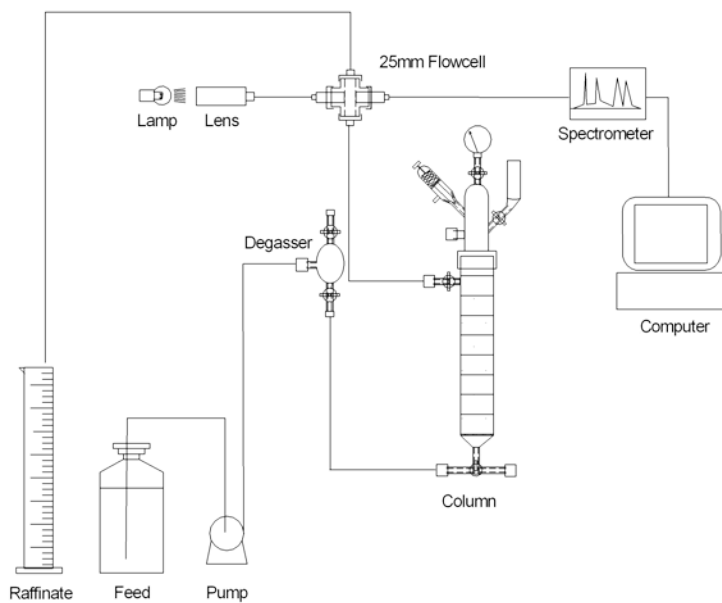 25mm Flowcell
Lamp
Lens
Spectrometer
Degasser
Computer
Column
Raffinate
Feed
Pump